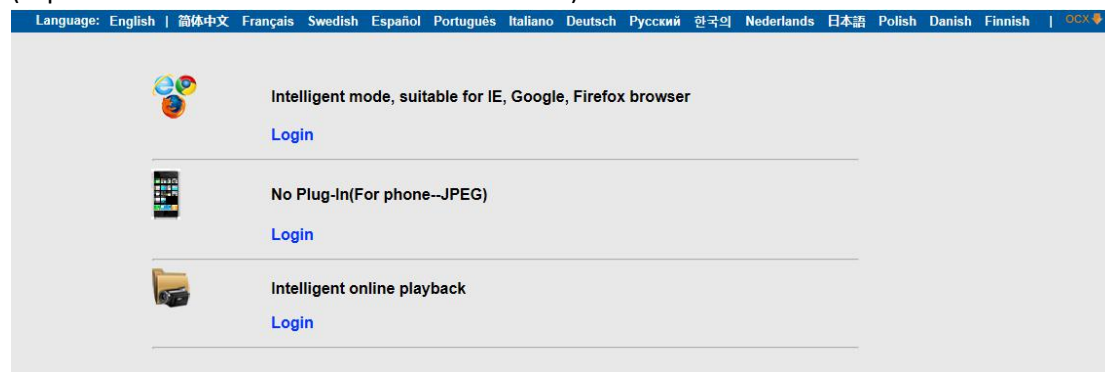 Language: English | 简体中文 Français Swedish Español Português Italiano Deutsch Русский 한국의 Nederlands 日本語 Polish Danish Finnish | OCX
Intelligent mode, suitable for IE, Google, Firefox browser
Login
No Plug-In(For phone--JPEG)
Login
Intelligent online playback
Login